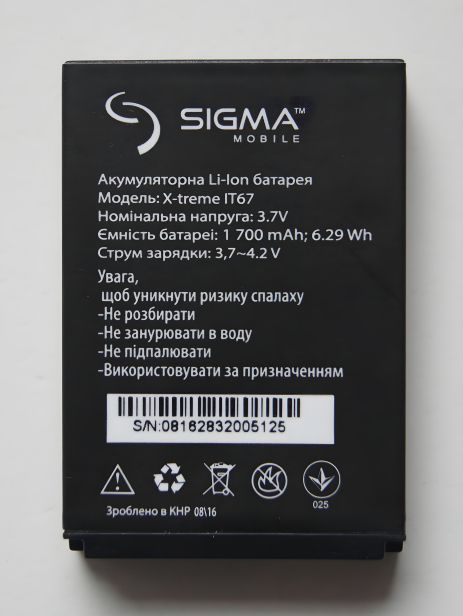 SIGMA™
MOBILE
Акумуляторна Li-Ion батарея
Модель: X-treme IT67
Номінальна напруга: 3.7V
Ємність батареї: 1 700 mAh; 6.29 Wh
Струм зарядки: 3,7~4.2 V
Увага,
щоб уникнути ризику спалаху
-Не розбирати
-Не занурювати в воду
-Не підпалювати
-Використовувати за призначенням
S/N:08182832005125
025
Зроблено в КНР 08\16